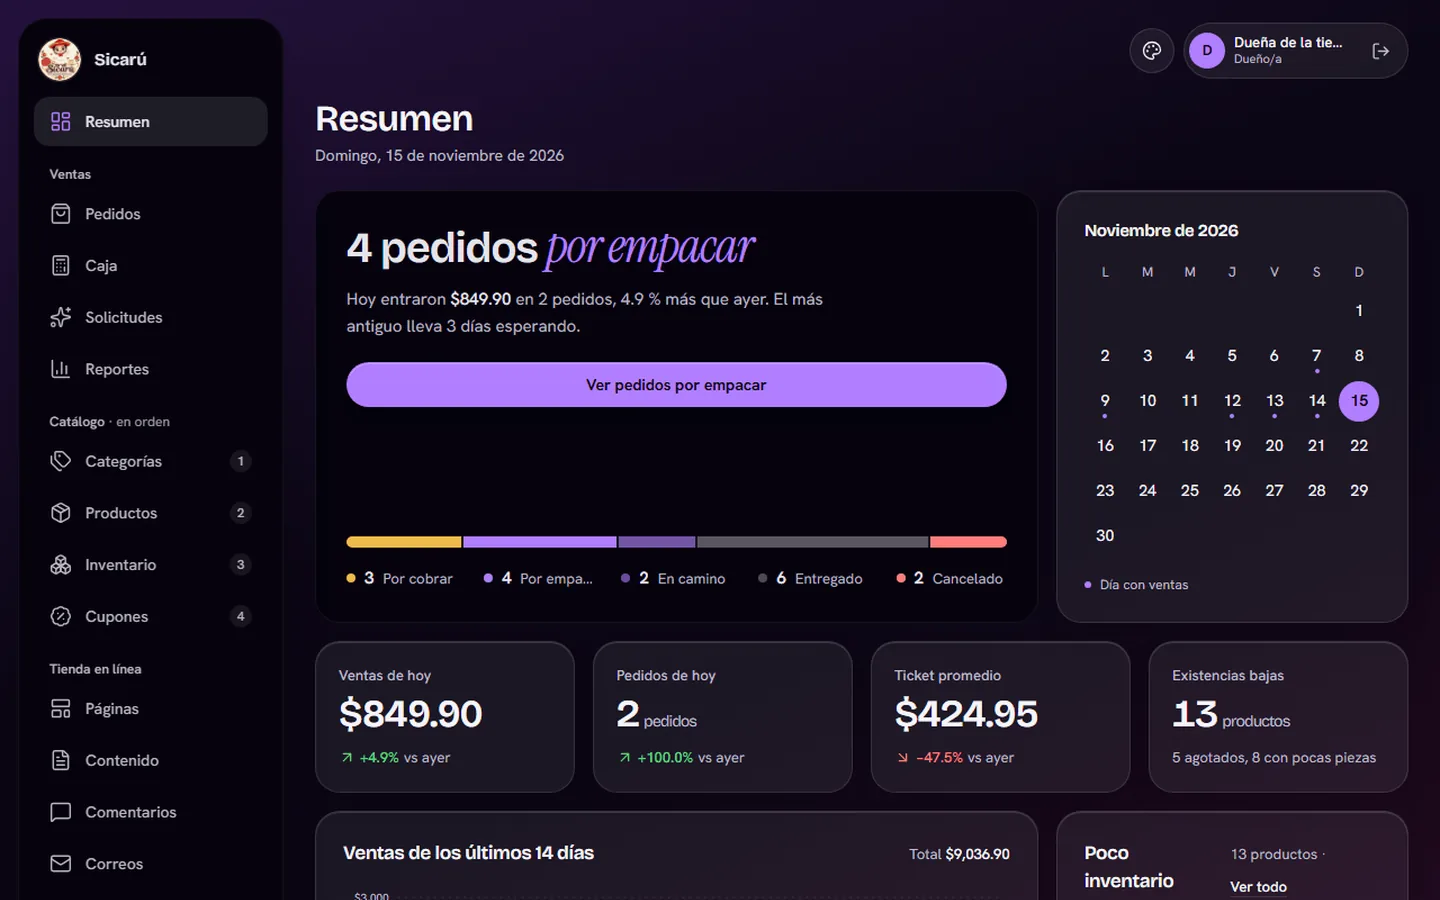 Sicarú
Resumen
Ventas
Pedidos
Caja
Solicitudes
Reportes
Catálogo · en orden
Categorías 1
Productos 2
Inventario 3
Cupones 4
Tienda en línea
Páginas
Contenido
Comentarios
Correos
D
Dueña de la tie...
Dueño/a
Resumen
Domingo, 15 de noviembre de 2026
4 pedidos por empacar
Hoy entraron $849.90 en 2 pedidos, 4.9 % más que ayer. El más
antiguo lleva 3 días esperando.
Ver pedidos por empacar
3 Por cobrar 4 Por empa... 2 En camino 6 Entregado 2 Cancelado
Noviembre de 2026
L M M J V S D
1
2 3 4 5 6 7 8
9 10 11 12 13 14 15
16 17 18 19 20 21 22
23 24 25 26 27 28 29
30
Día con ventas
Ventas de hoy
$849.90
+4.9% vs ayer
Pedidos de hoy
2 pedidos
+100.0% vs ayer
Ticket promedio
$424.95
-47.5% vs ayer
Existencias bajas
13 productos
5 agotados, 8 con pocas piezas
Ventas de los últimos 14 días
Total $9,036.90
$3,000
Poco
inventario
13 productos ·
Ver todo